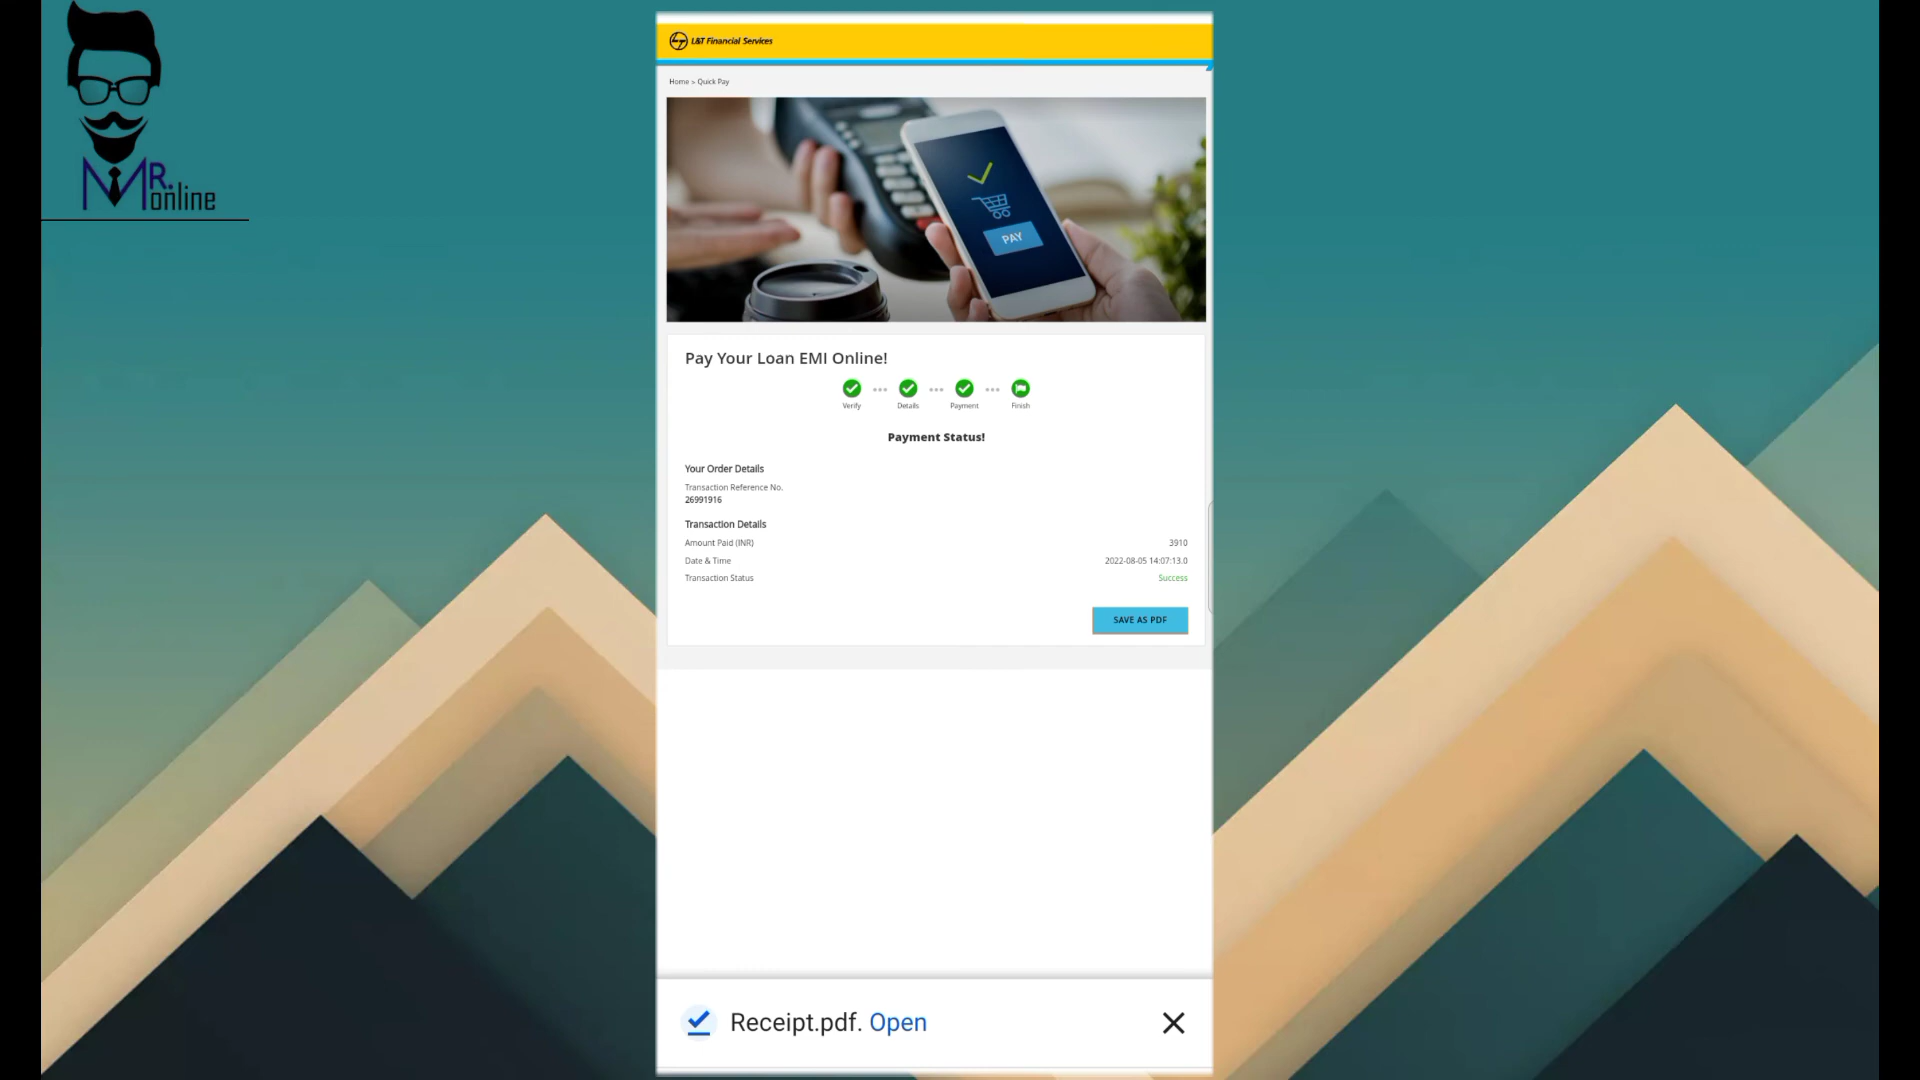 MR.
online
L&T Financial Services
Home > Quick Pay
PAY
Pay Your Loan EMI Online!
Verify Details Payment Finish
Payment Status!
Your Order Details
Transaction Reference No.
26991916
Transaction Details
Amount Paid (INR) 3910
Date & Time 2022-08-05 14:07:13.0
Transaction Status Success
SAVE AS PDF
Receipt.pdf. Open